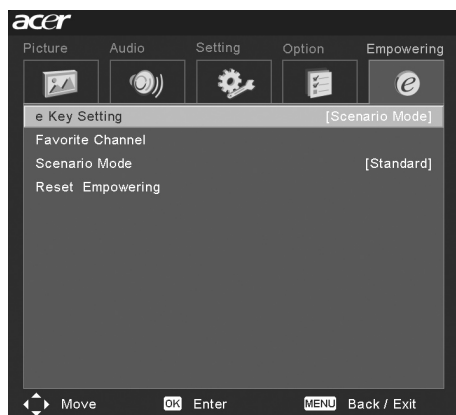 acer
Picture Audio Setting Option Empowering
e
e Key Setting [Scenario Mode]
Favorite Channel
Scenario Mode [Standard]
Reset Empowering
Move OK Enter MENU Back / Exit